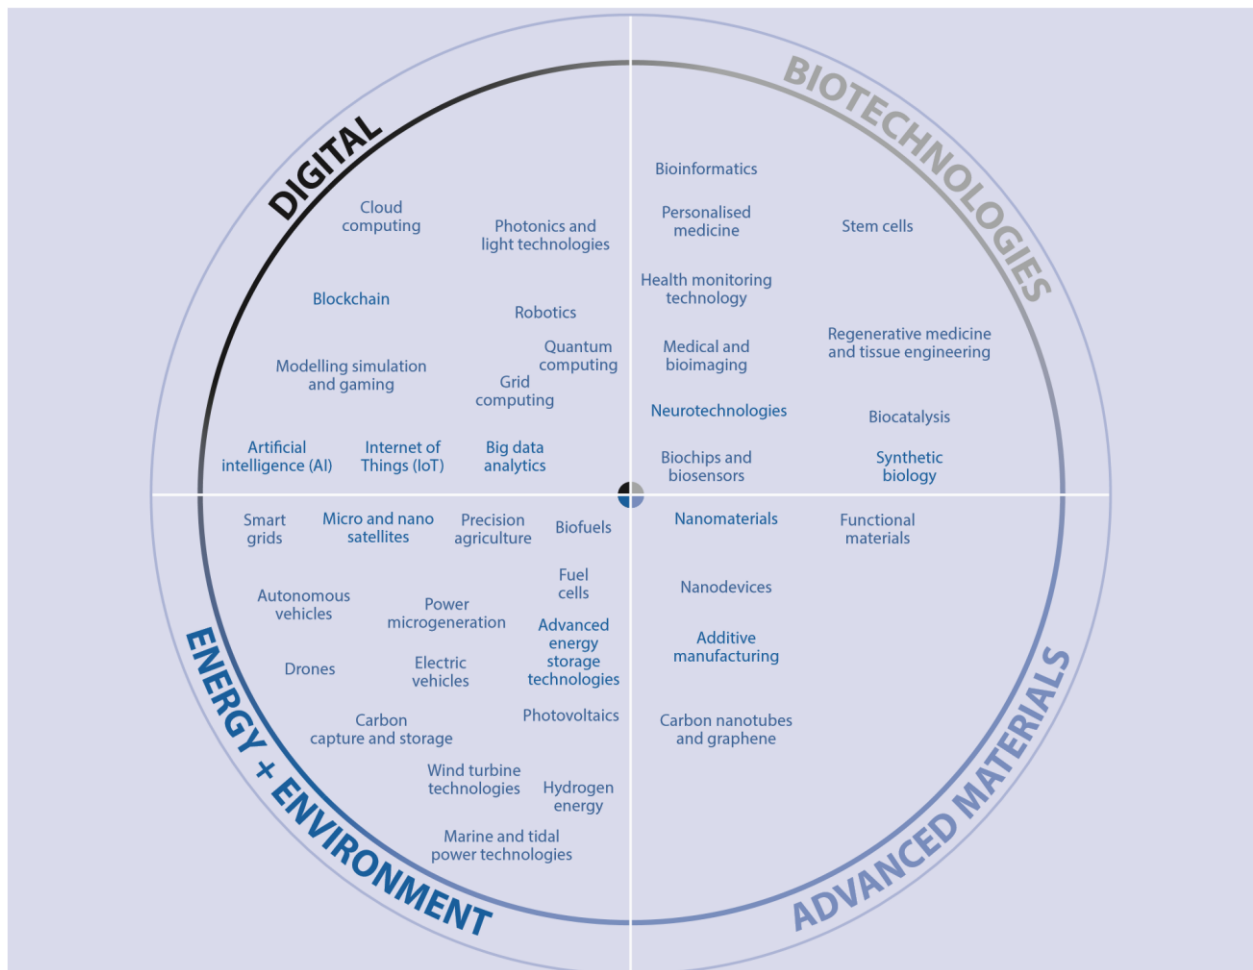 DIGITAL
Cloud
computing
Photonics and
light technologies
Blockchain
Robotics
Quantum
computing
Modelling simulation
and gaming
Grid
computing
Artificial
intelligence (AI)
Internet of
Things (IoT)
Big data
analytics
BIOTECHNOLOGIES
Bioinformatics
Personalised
medicine
Stem cells
Health monitoring
technology
Regenerative medicine
and tissue engineering
Medical and
bioimaging
Neurotechnologies
Biocatalysis
Biochips and
biosensors
Synthetic
biology
ENERGY + ENVIRONMENT
Smart
grids
Micro and nano
satellites
Precision
agriculture
Biofuels
Fuel
cells
Autonomous
vehicles
Power
microgeneration
Advanced
energy
storage
technologies
Drones
Electric
vehicles
Carbon
capture and storage
Photovoltaics
Wind turbine
technologies
Hydrogen
energy
Marine and tidal
power technologies
ADVANCED MATERIALS
Nanomaterials
Functional
materials
Nanodevices
Additive
manufacturing
Carbon nanotubes
and graphene